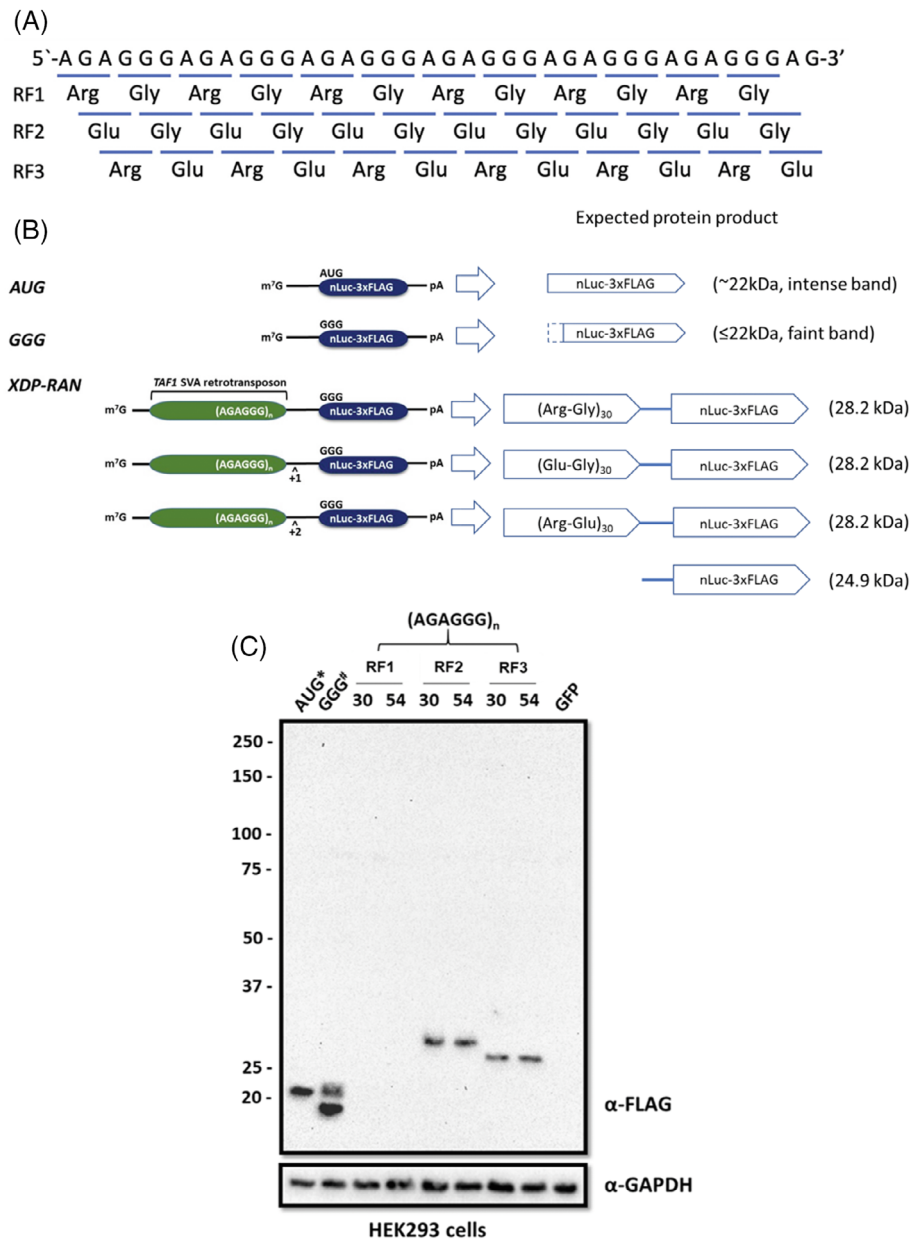 (A)
5`-A G A G G G A G A G G G A G A G G G A G A G G G A G A G G G A G A G G G A G-3'
RF1 Arg Gly Arg Gly Arg Gly Arg Gly Arg Gly Arg Gly
RF2 Glu Gly Glu Gly Glu Gly Glu Gly Glu Gly Glu Gly
RF3 Arg Glu Arg Glu Arg Glu Arg Glu Arg Glu Arg Glu
Expected protein product
(B)
AUG
AUG m⁷G nLuc-3xFLAG pA nLuc-3xFLAG (~22kDa, intense band)
GGG
GGG m⁷G nLuc-3xFLAG pA nLuc-3xFLAG (≤22kDa, faint band)
XDP-RAN
TAF1 SVA retrotransposon
GGG
m⁷G (AGAGGG)n nLuc-3xFLAG pA (Arg-Gly)30 nLuc-3xFLAG (28.2 kDa)
GGG
m⁷G (AGAGGG)n nLuc-3xFLAG pA (Glu-Gly)30 nLuc-3xFLAG (28.2 kDa)
^
+1
GGG
m⁷G (AGAGGG)n nLuc-3xFLAG pA (Arg-Glu)30 nLuc-3xFLAG (28.2 kDa)
^
+2
nLuc-3xFLAG (24.9 kDa)
(C)
(AGAGGG)n
RF1 RF2 RF3
AUG* GGG# 30 54 30 54 30 54 GFP
250 -
150 -
100 -
75 -
50 -
37 -
25 -
20 -
α-FLAG
α-GAPDH
HEK293 cells